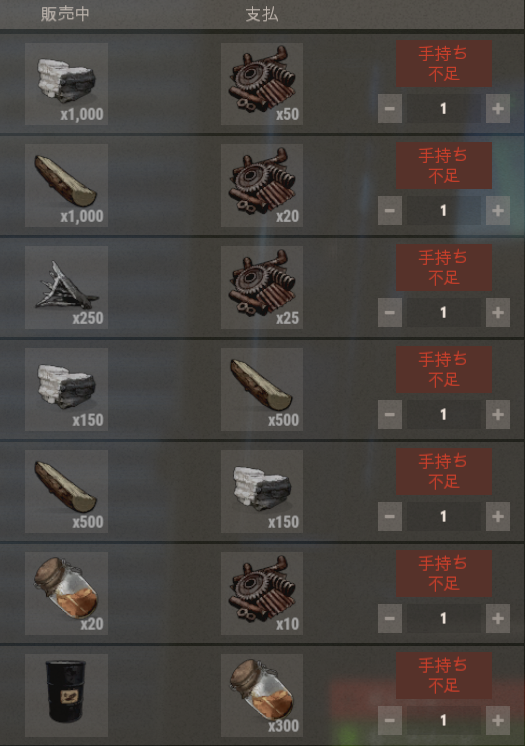 販売中 支払
手持ち
不足
x1,000 x50 − 1 +
手持ち
不足
x1,000 x20 − 1 +
手持ち
不足
x250 x25 − 1 +
手持ち
不足
x150 x500 − 1 +
手持ち
不足
x500 x150 − 1 +
手持ち
不足
x20 x10 − 1 +
手持ち
不足
x300 − 1 +